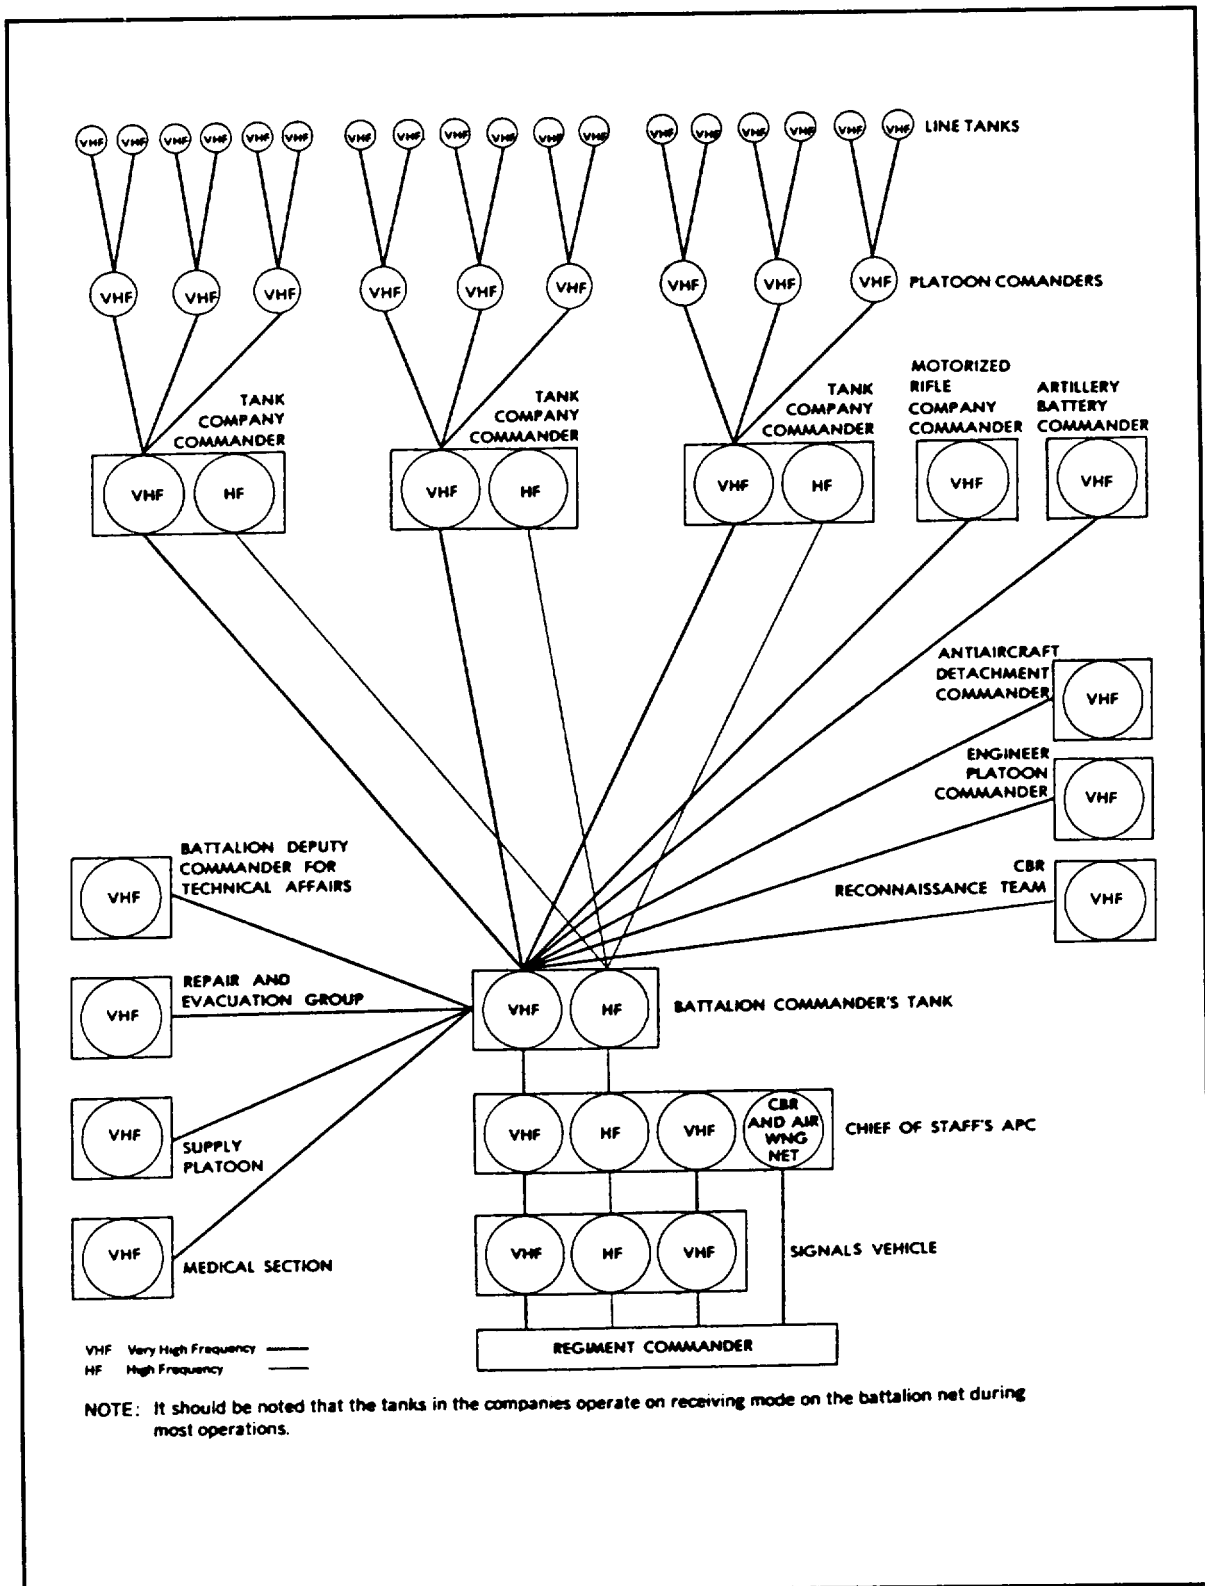 VHF VHF VHF VHF VHF VHF VHF VHF VHF VHF VHF VHF VHF VHF VHF VHF VHF VHF LINE TANKS
VHF VHF VHF VHF VHF VHF VHF VHF VHF PLATOON COMANDERS
TANK
COMPANY
COMMANDER
TANK
COMPANY
COMMANDER
TANK
COMPANY
COMMANDER
MOTORIZED
RIFLE
COMPANY
COMMANDER
ARTILLERY
BATTERY
COMMANDER
VHF HF VHF HF VHF HF VHF VHF
ANTIAIRCRAFT
DETACHMENT
COMMANDER
VHF
ENGINEER
PLATOON
COMMANDER
VHF
CBR
RECONNAISSANCE TEAM
VHF
BATTALION DEPUTY
COMMANDER FOR
TECHNICAL AFFAIRS
VHF
REPAIR AND
EVACUATION GROUP
VHF
VHF HF BATTALION COMMANDER'S TANK
VHF
SUPPLY
PLATOON
VHF HF VHF
CBR
AND AIR
WNG
NET
CHIEF OF STAFF'S APC
VHF
MEDICAL SECTION
VHF HF VHF SIGNALS VEHICLE
REGIMENT COMMANDER
VHF Very High Frequency
HF High Frequency
NOTE: It should be noted that the tanks in the companies operate on receiving mode on the battalion net during
most operations.